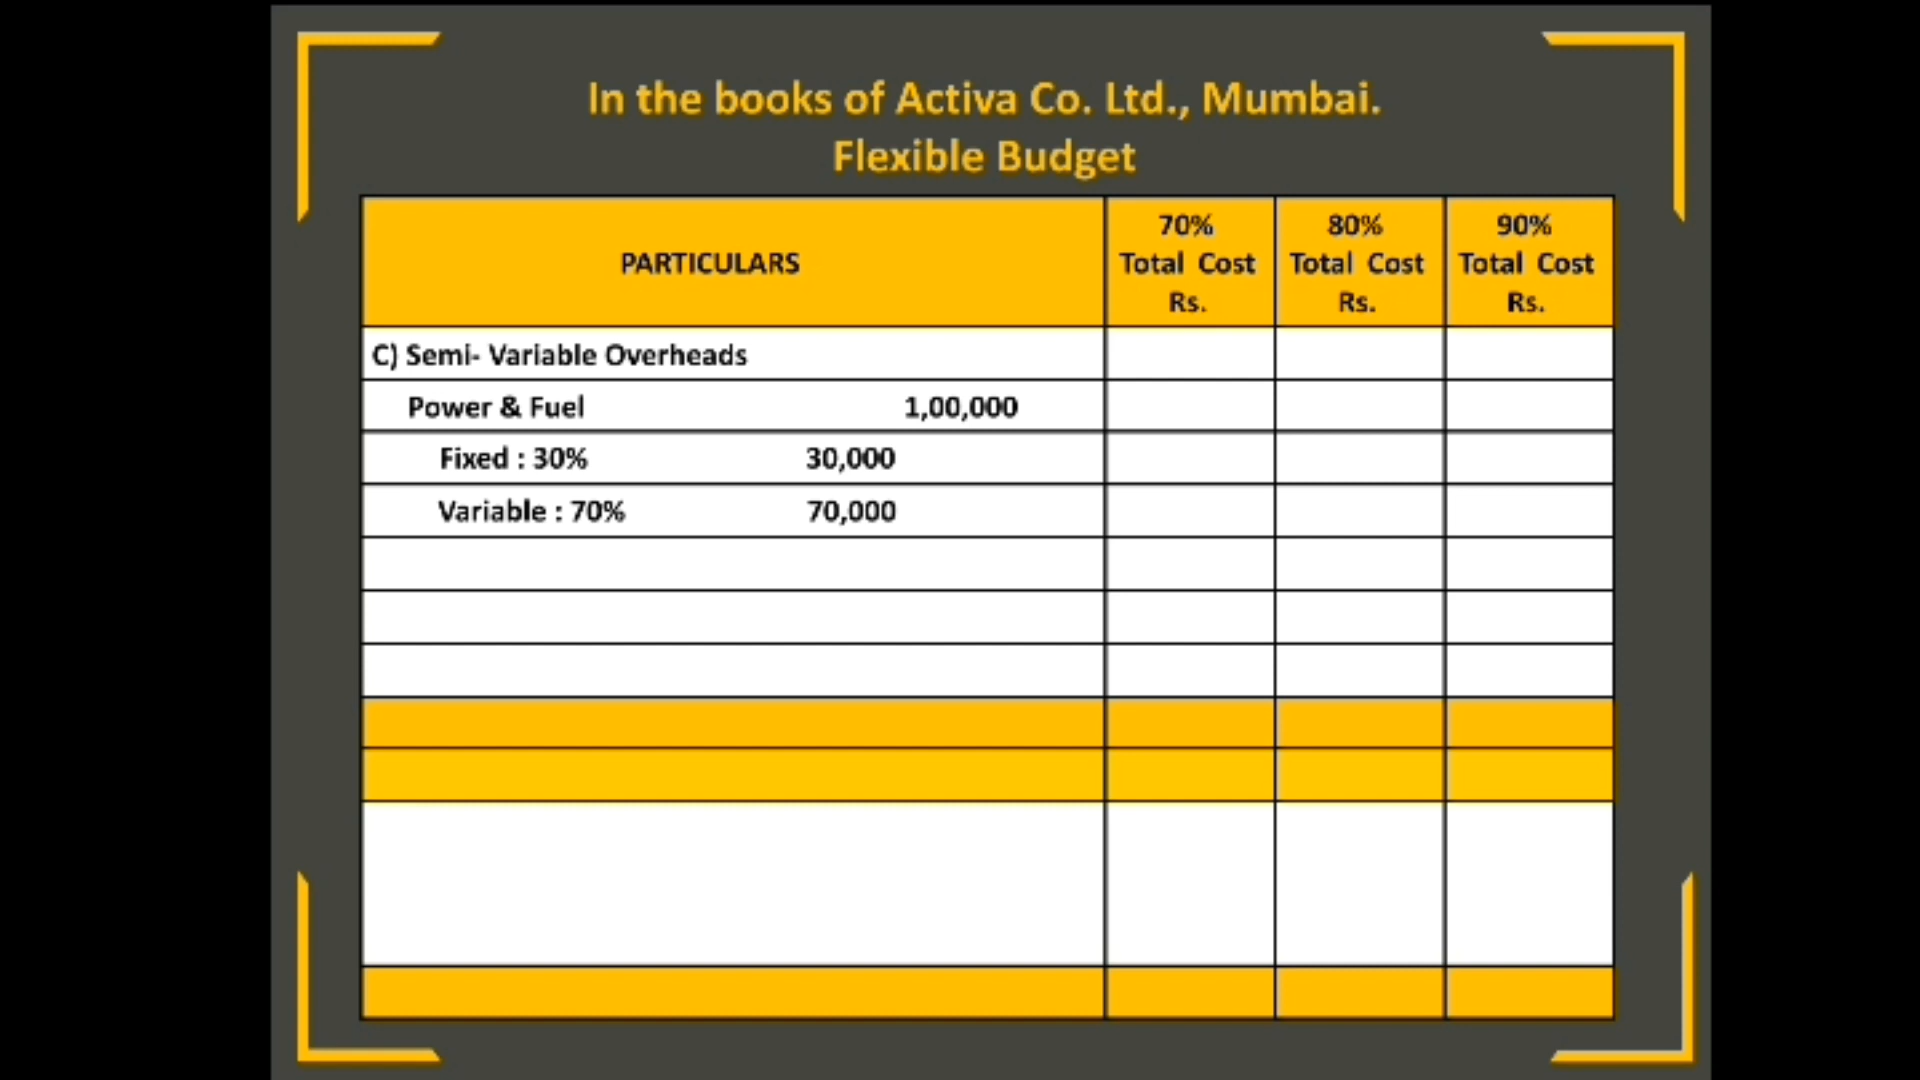 In the books of Activa Co. Ltd., Mumbai.
Flexible Budget
PARTICULARS
70%
Total Cost
Rs.
80%
Total Cost
Rs.
90%
Total Cost
Rs.
C) Semi- Variable Overheads
Power & Fuel 1,00,000
Fixed : 30% 30,000
Variable : 70% 70,000